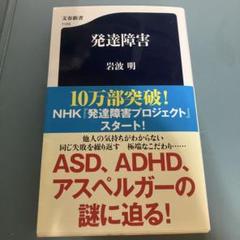 文春新書
発達障害
岩波 明
10万部突破!
NHK「発達障害プロジェクト」
スタート!
他人の気持ちがわからない
同じ失敗を繰り返す 極端なこだわり……
ASD、ADHD、
アスペルガーの
謎に迫る!